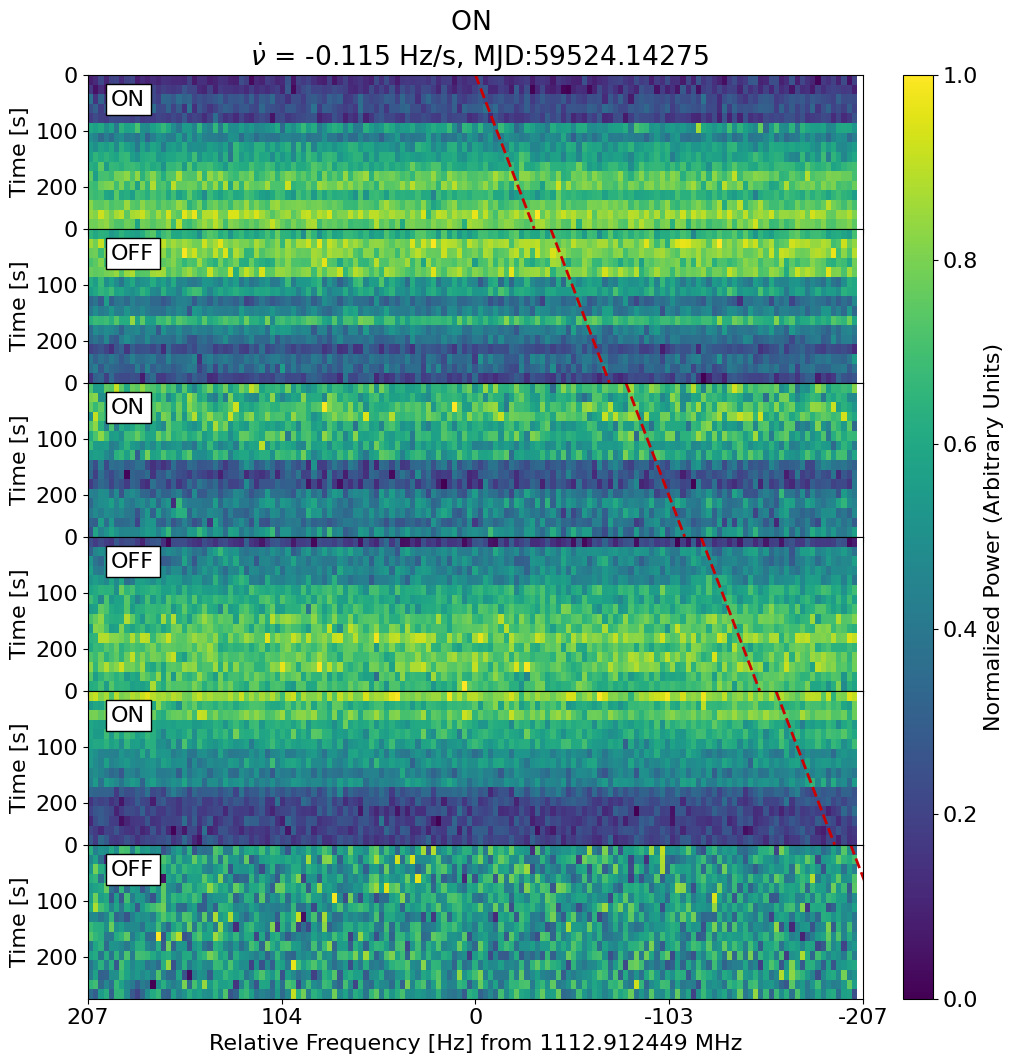 ON
ν̇ = -0.115 Hz/s, MJD:59524.14275
0
100
200
Time [s]
ON
0
100
200
Time [s]
OFF
0
100
200
Time [s]
ON
0
100
200
Time [s]
OFF
0
100
200
Time [s]
ON
0
100
200
Time [s]
OFF
207
104
0
-103
-207
Relative Frequency [Hz] from 1112.912449 MHz
1.0
0.8
0.6
0.4
0.2
0.0
Normalized Power (Arbitrary Units)